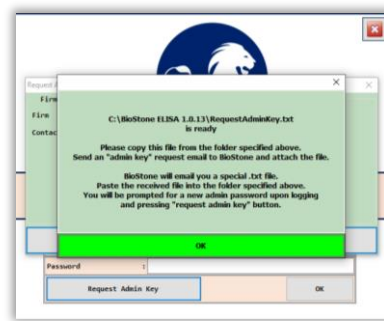 Request A
Firm
Firm
Contac
C:\BioStone ELISA 1.0.13\RequestAdminKey.txt
is ready
Please copy this file from the folder specified above.
Send an "admin key" request email to BioStone and attach the file.
BioStone will email you a special .txt file.
Paste the received file into the folder specified above.
You will be prompted for a new admin password upon logging
and pressing "request admin key" button.
OK
Password :
Request Admin Key
OK